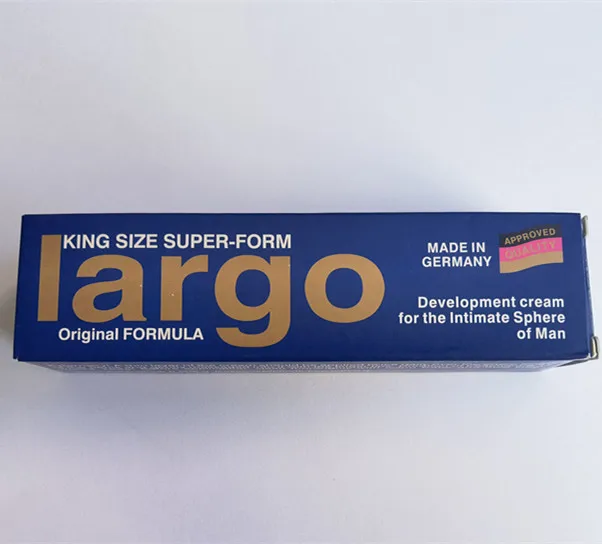 KING SIZE SUPER-FORM
largo
Original FORMULA
MADE IN
GERMANY
APPROVED
QUALITY
Development cream
for the Intimate Sphere
of Man